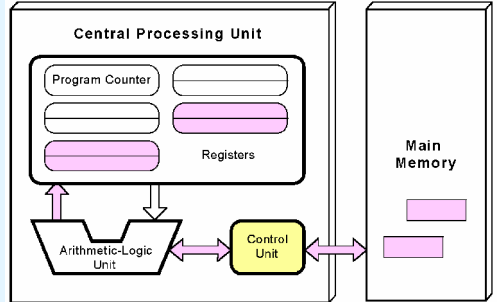 Central Processing Unit
Program Counter
Registers
Main
Memory
Arithmetic-Logic
Unit
Control
Unit